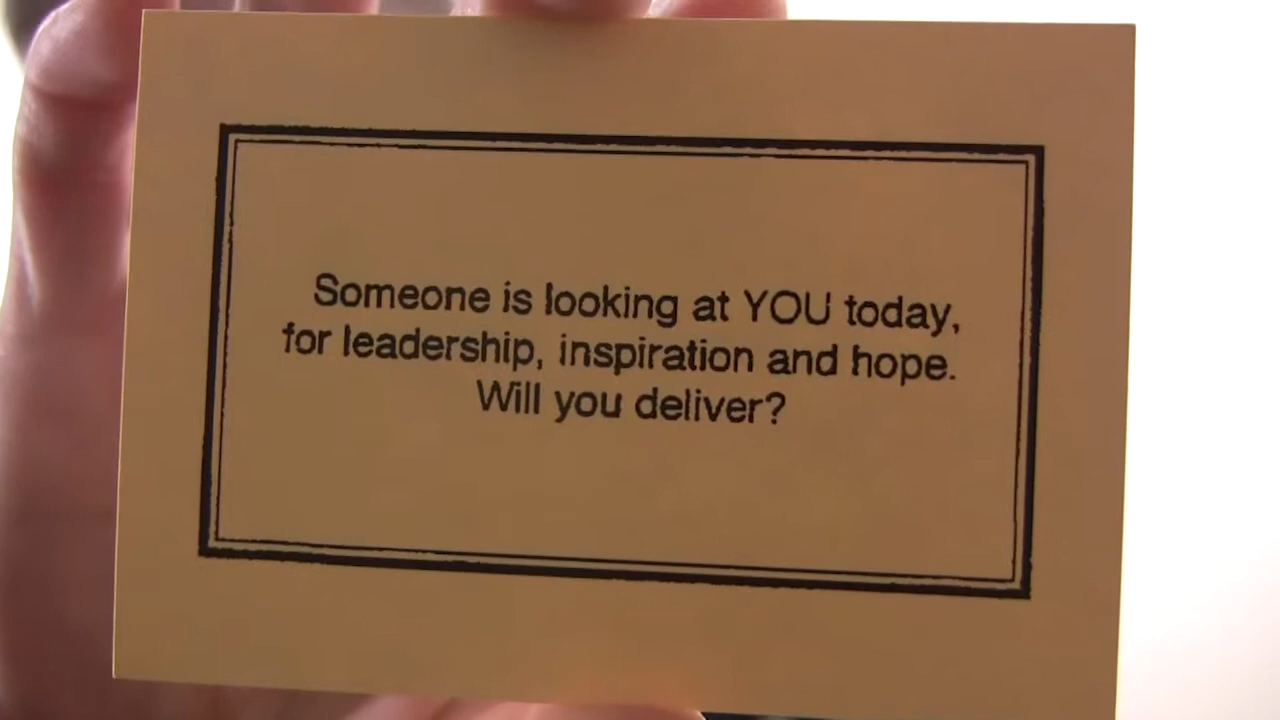 Someone is looking at YOU today,
for leadership, inspiration and hope.
Will you deliver?